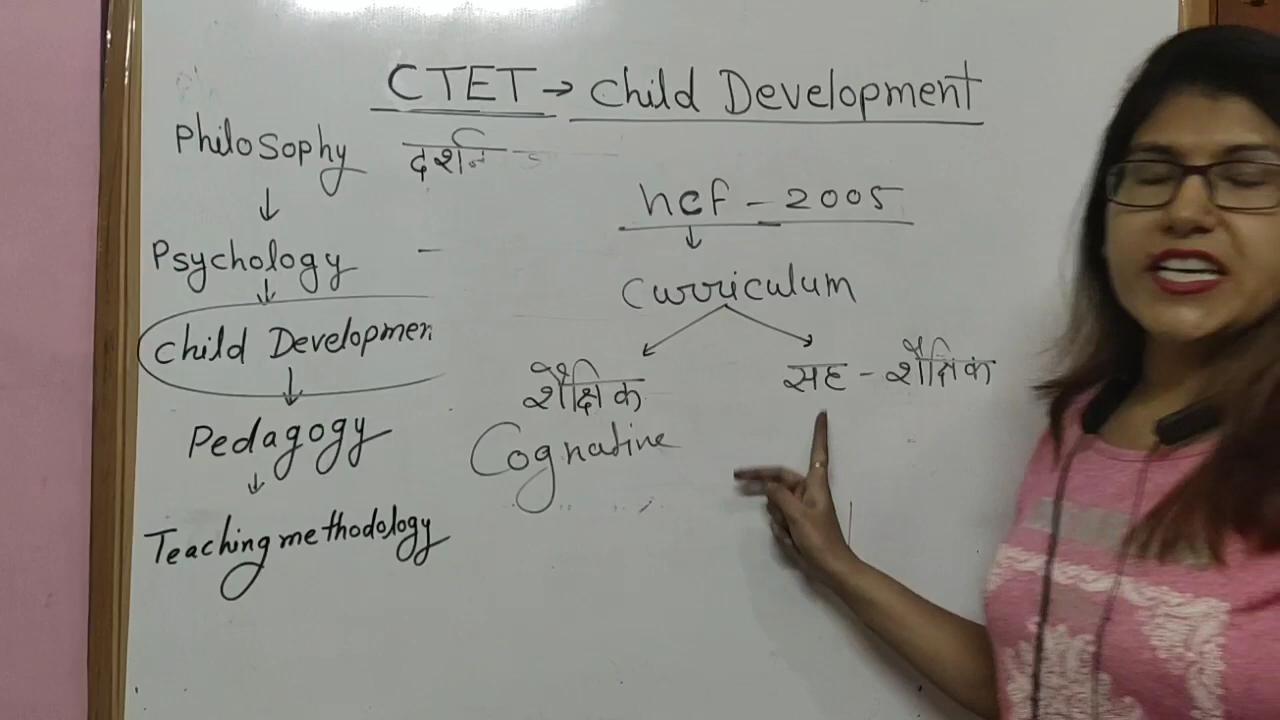 CTET → Child Development
Philosophy दर्शन
↓
Psychology –
↓
Child Developmen
↓
Pedagogy
↓
Teaching methodology
ncf – 2005
↓
Curriculum
शैक्षिक
सह – शैक्षिक
Cognative